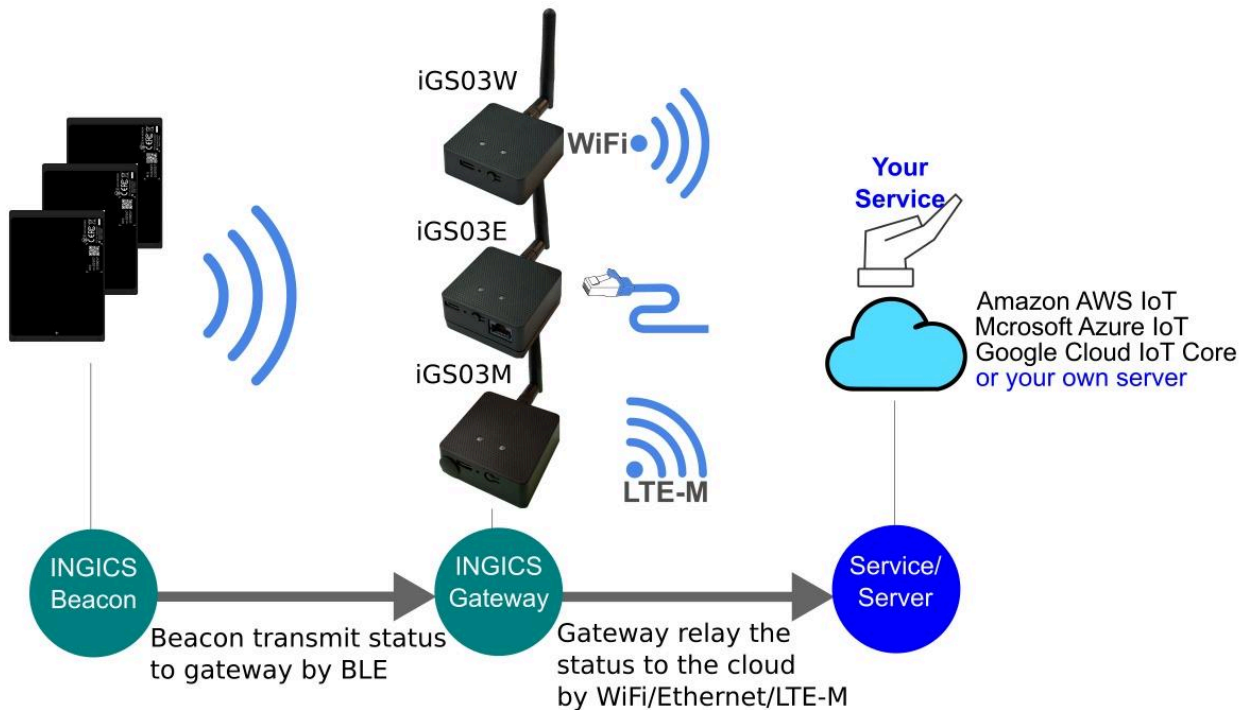 iGS03W
WiFi
iGS03E
iGS03M
LTE-M
Your
Service
Amazon AWS IoT
Mcrosoft Azure IoT
Google Cloud IoT Core
or your own server
INGICS
Beacon
INGICS
Gateway
Service/
Server
Beacon transmit status
to gateway by BLE
Gateway relay the
status to the cloud
by WiFi/Ethernet/LTE-M